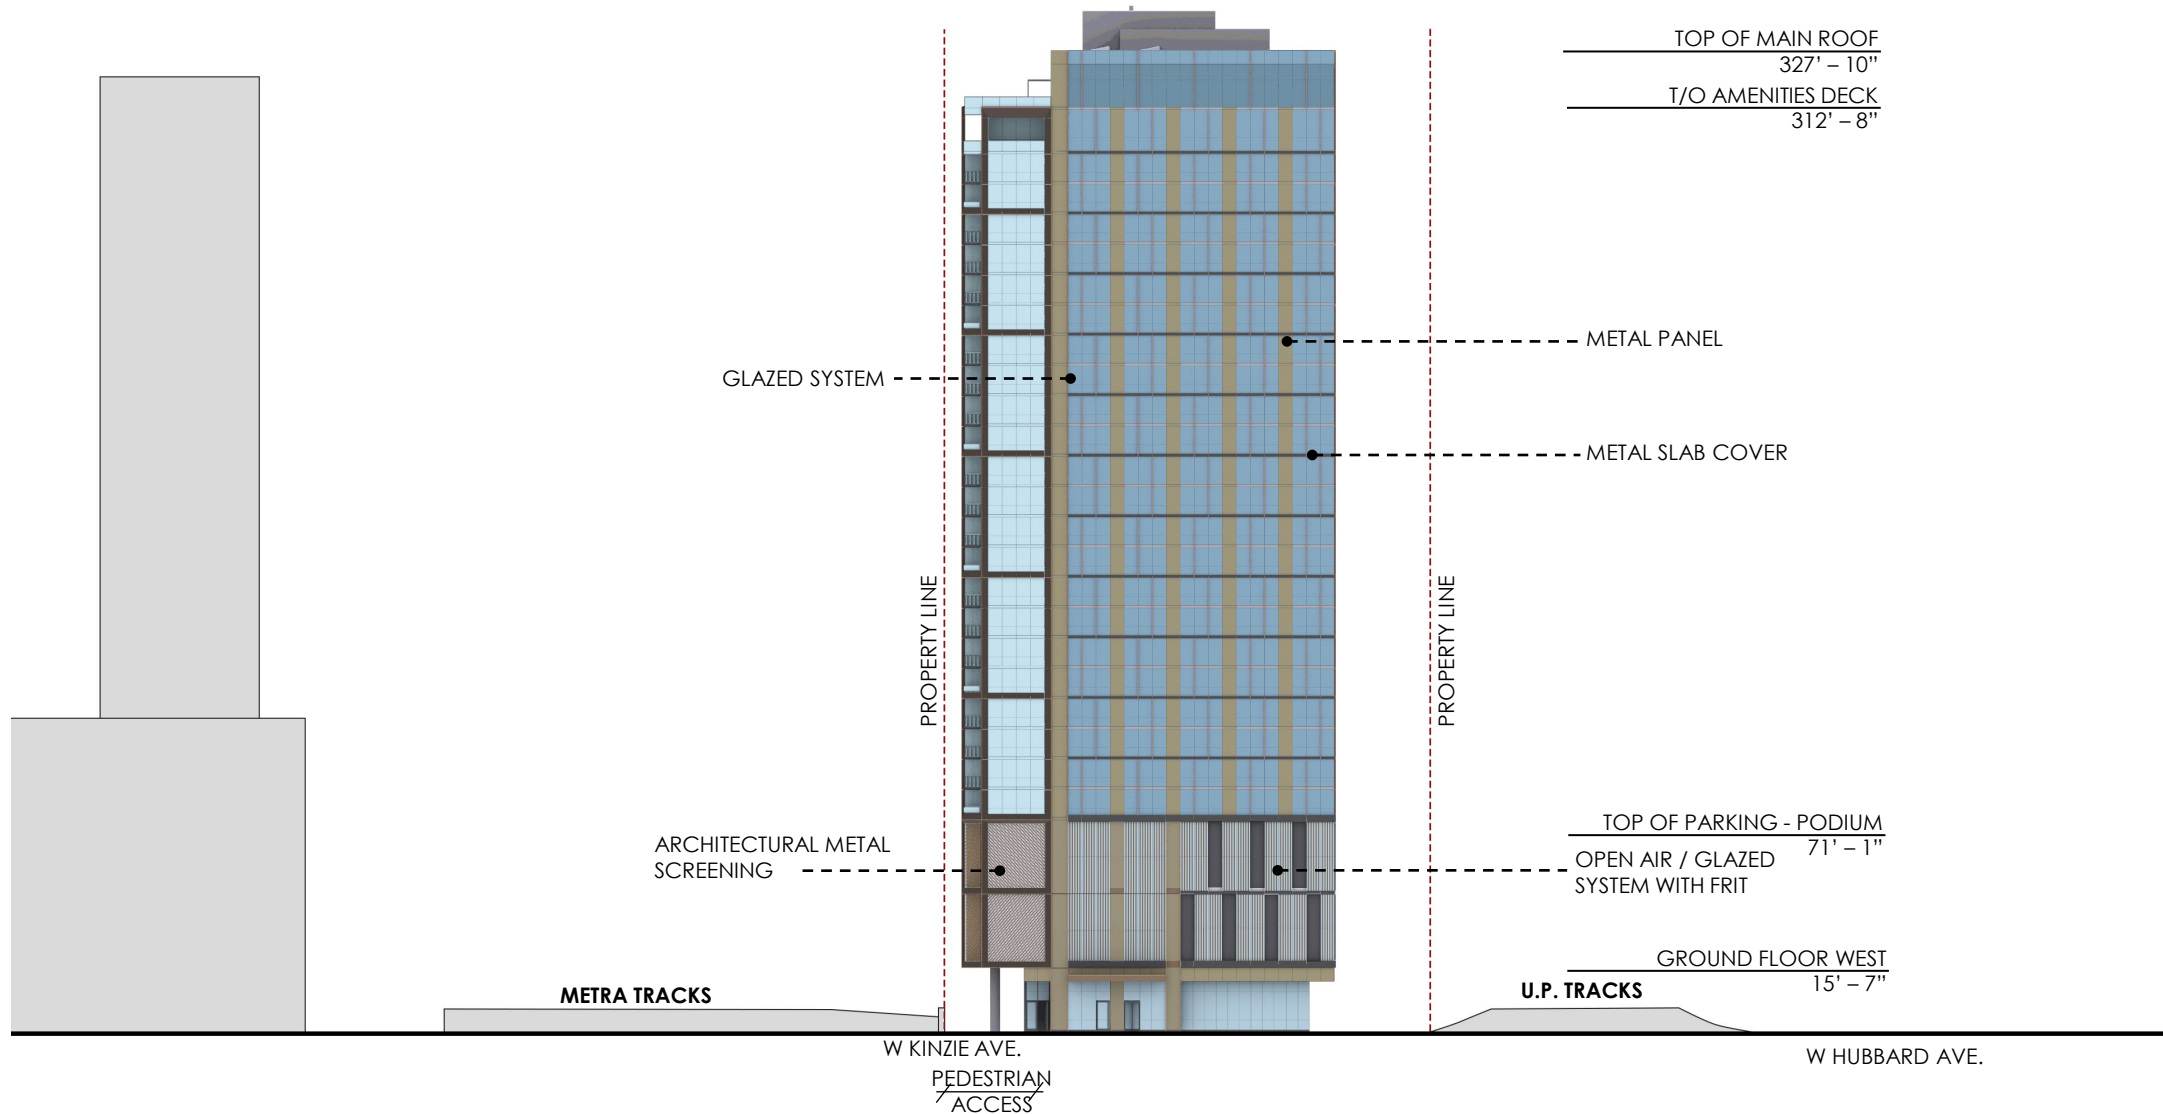 TOP OF MAIN ROOF
327’ – 10”
T/O AMENITIES DECK
312’ – 8”
METAL PANEL
GLAZED SYSTEM
METAL SLAB COVER
PROPERTY LINE
PROPERTY LINE
TOP OF PARKING - PODIUM
71’ – 1”
ARCHITECTURAL METAL
SCREENING
OPEN AIR / GLAZED
SYSTEM WITH FRIT
GROUND FLOOR WEST
15’ – 7”
METRA TRACKS
U.P. TRACKS
W KINZIE AVE.
W HUBBARD AVE.
PEDESTRIAN
ACCESS